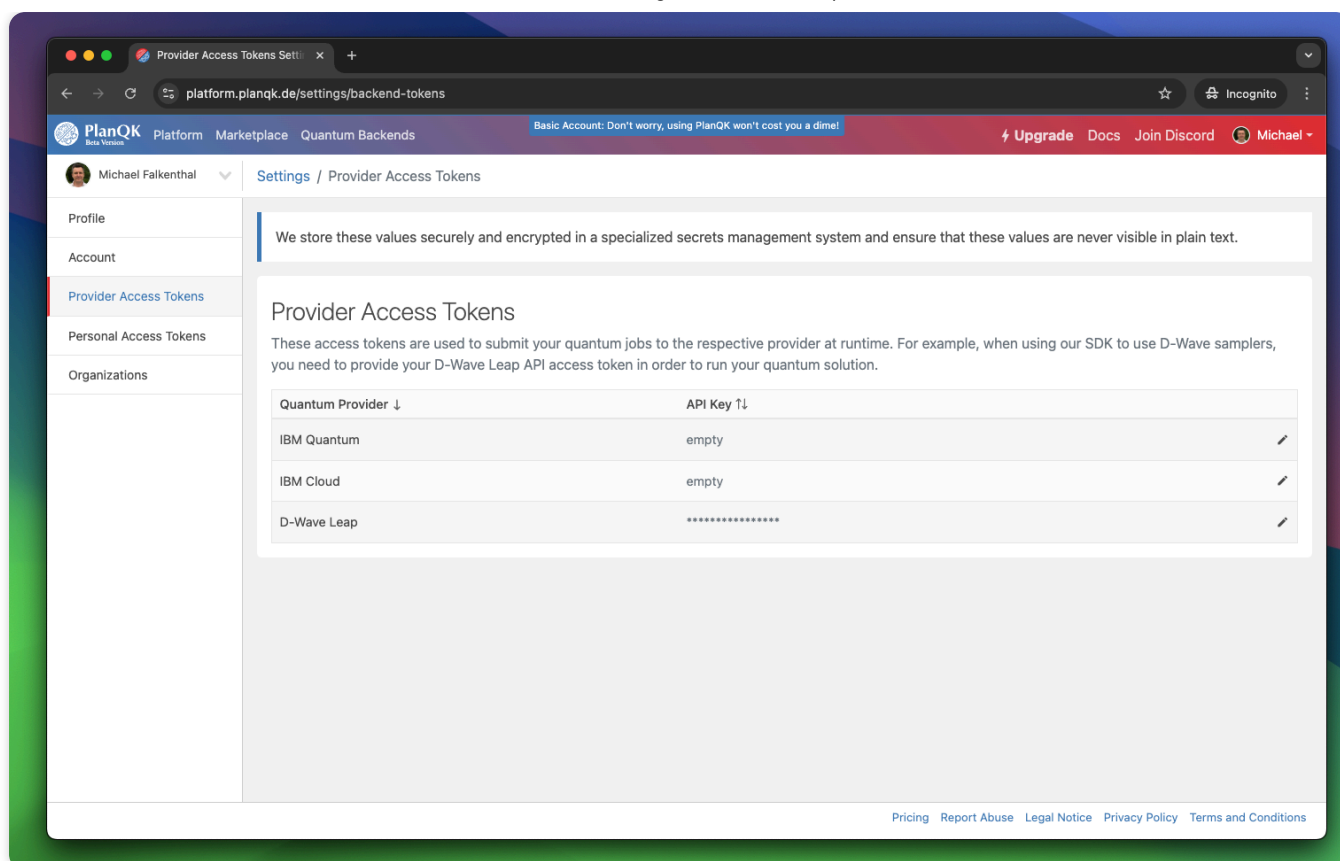 Provider Access Tokens Setti
platform.planqk.de/settings/backend-tokens
Incognito
PlanQK
Beta Version
Platform Marketplace Quantum Backends
Basic Account: Don't worry, using PlanQK won't cost you a dime!
Upgrade Docs Join Discord Michael
Michael Falkenthal
Settings / Provider Access Tokens
Profile
Account
Provider Access Tokens
Personal Access Tokens
Organizations
We store these values securely and encrypted in a specialized secrets management system and ensure that these values are never visible in plain text.
Provider Access Tokens
These access tokens are used to submit your quantum jobs to the respective provider at runtime. For example, when using our SDK to use D-Wave samplers,
you need to provide your D-Wave Leap API access token in order to run your quantum solution.
Quantum Provider ↓ API Key ↑↓
IBM Quantum empty
IBM Cloud empty
D-Wave Leap ****************
Pricing Report Abuse Legal Notice Privacy Policy Terms and Conditions